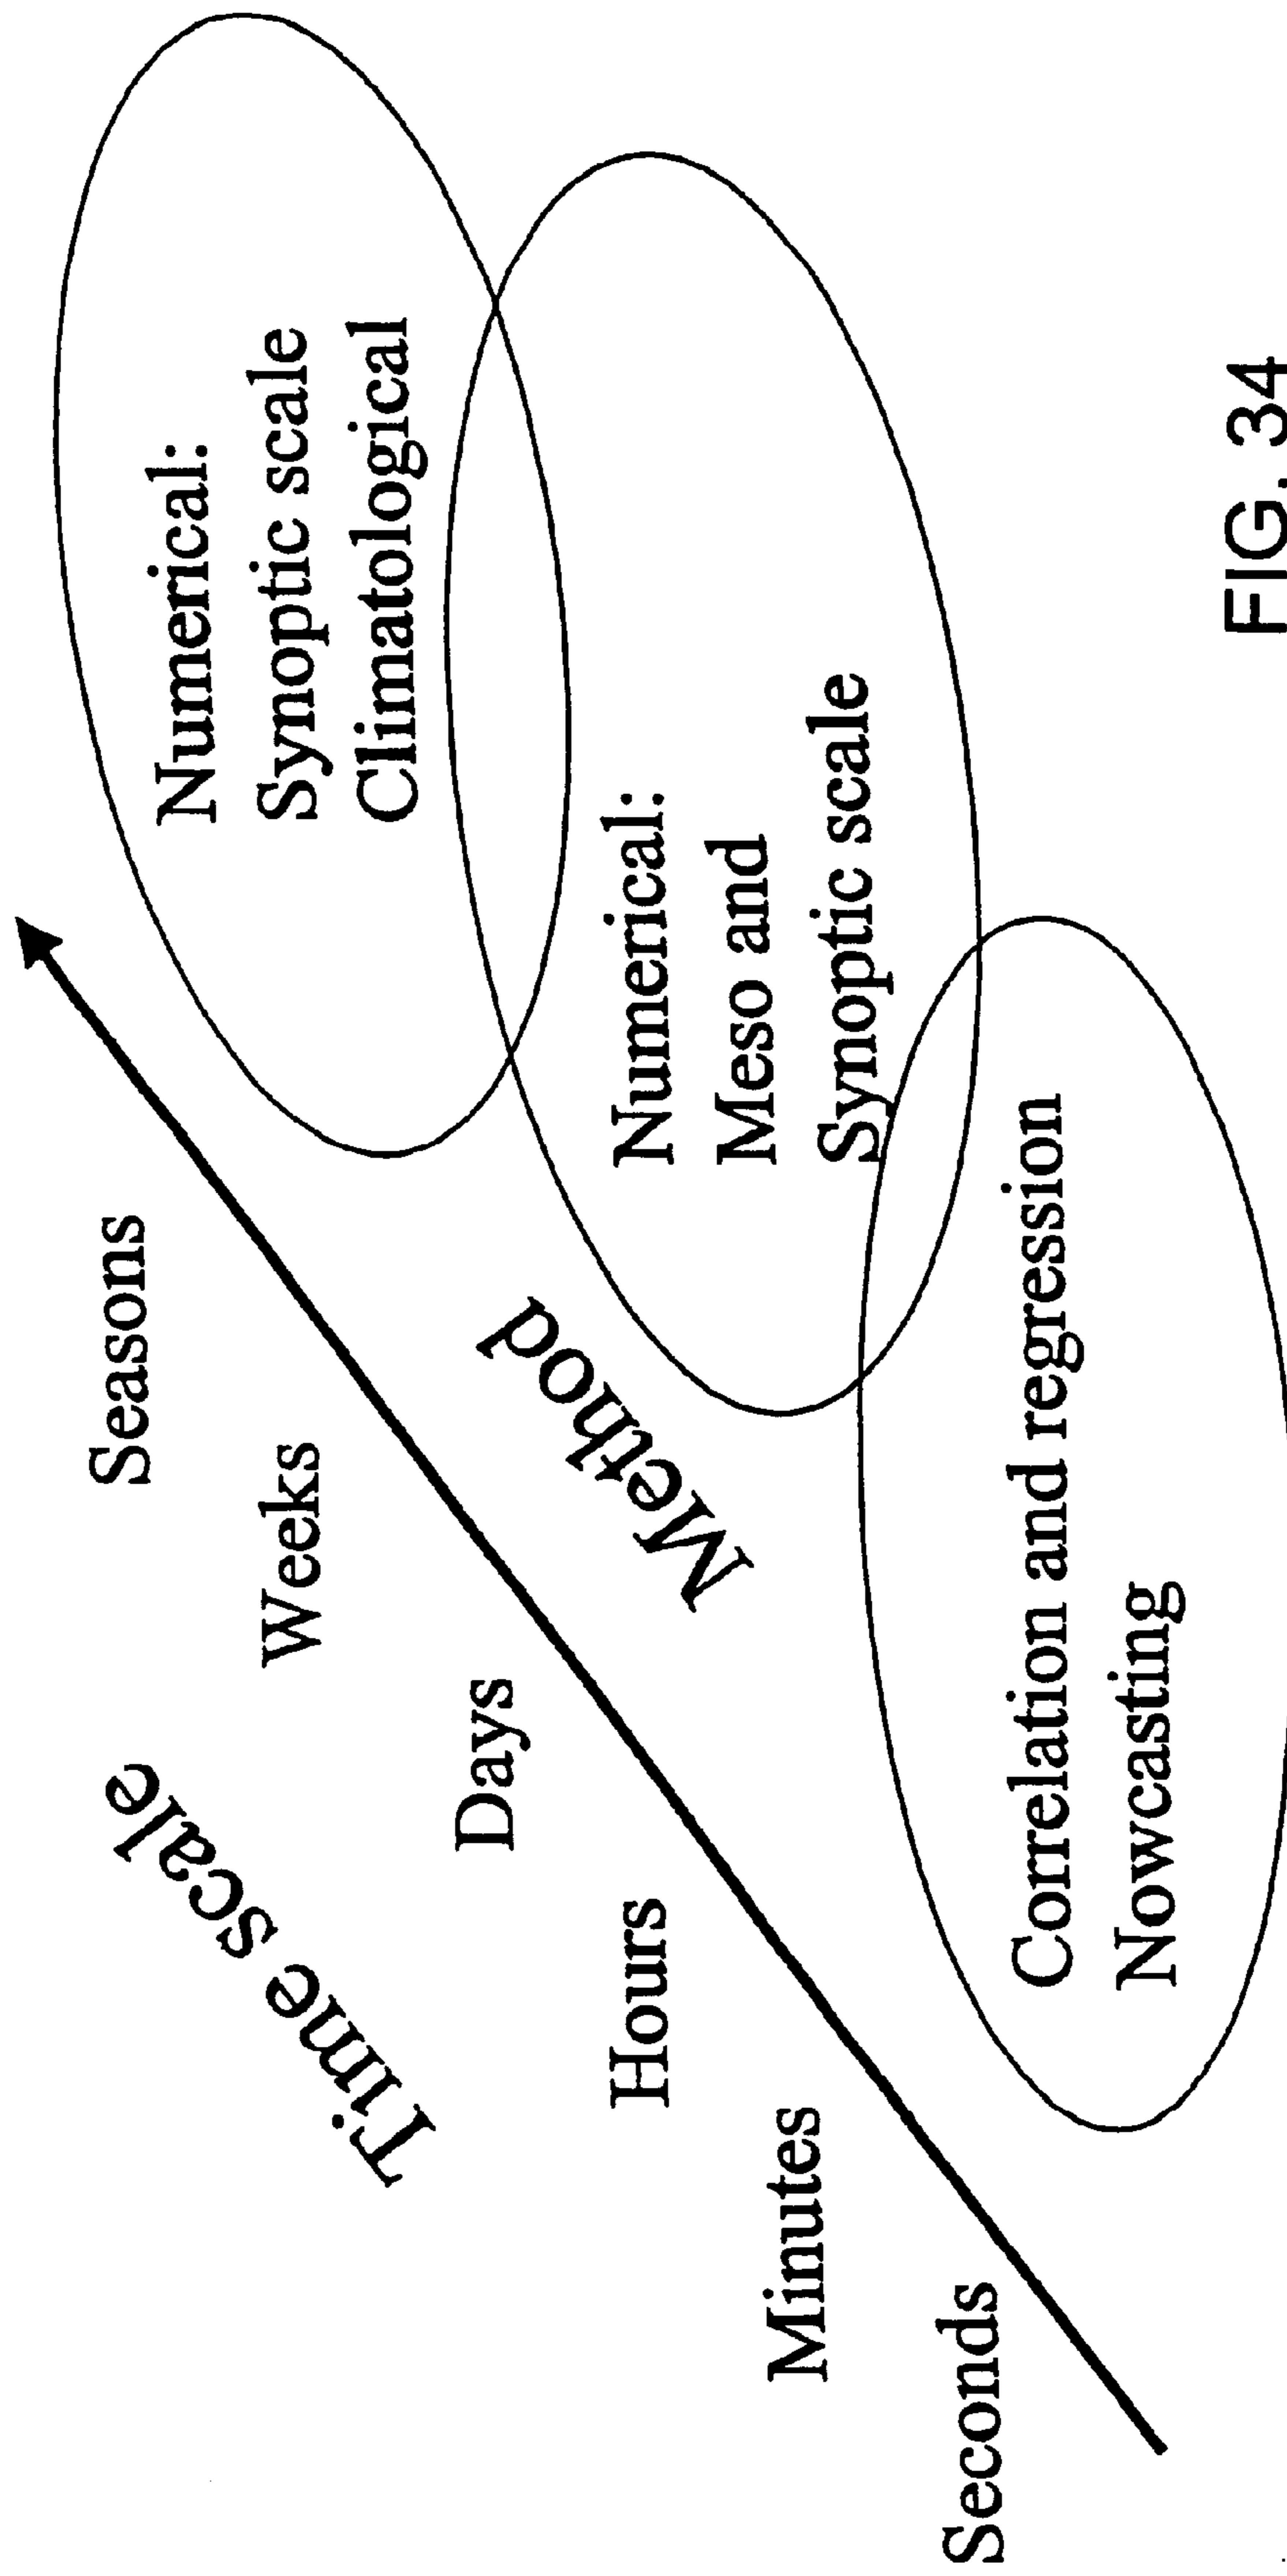 Time scale
Seasons
Weeks
Days
Hours
Minutes
Seconds
Method
Numerical:
Synoptic scale
Climatological
Numerical:
Meso and
Synoptic scale
Correlation and regression
Nowcasting
FIG. 34